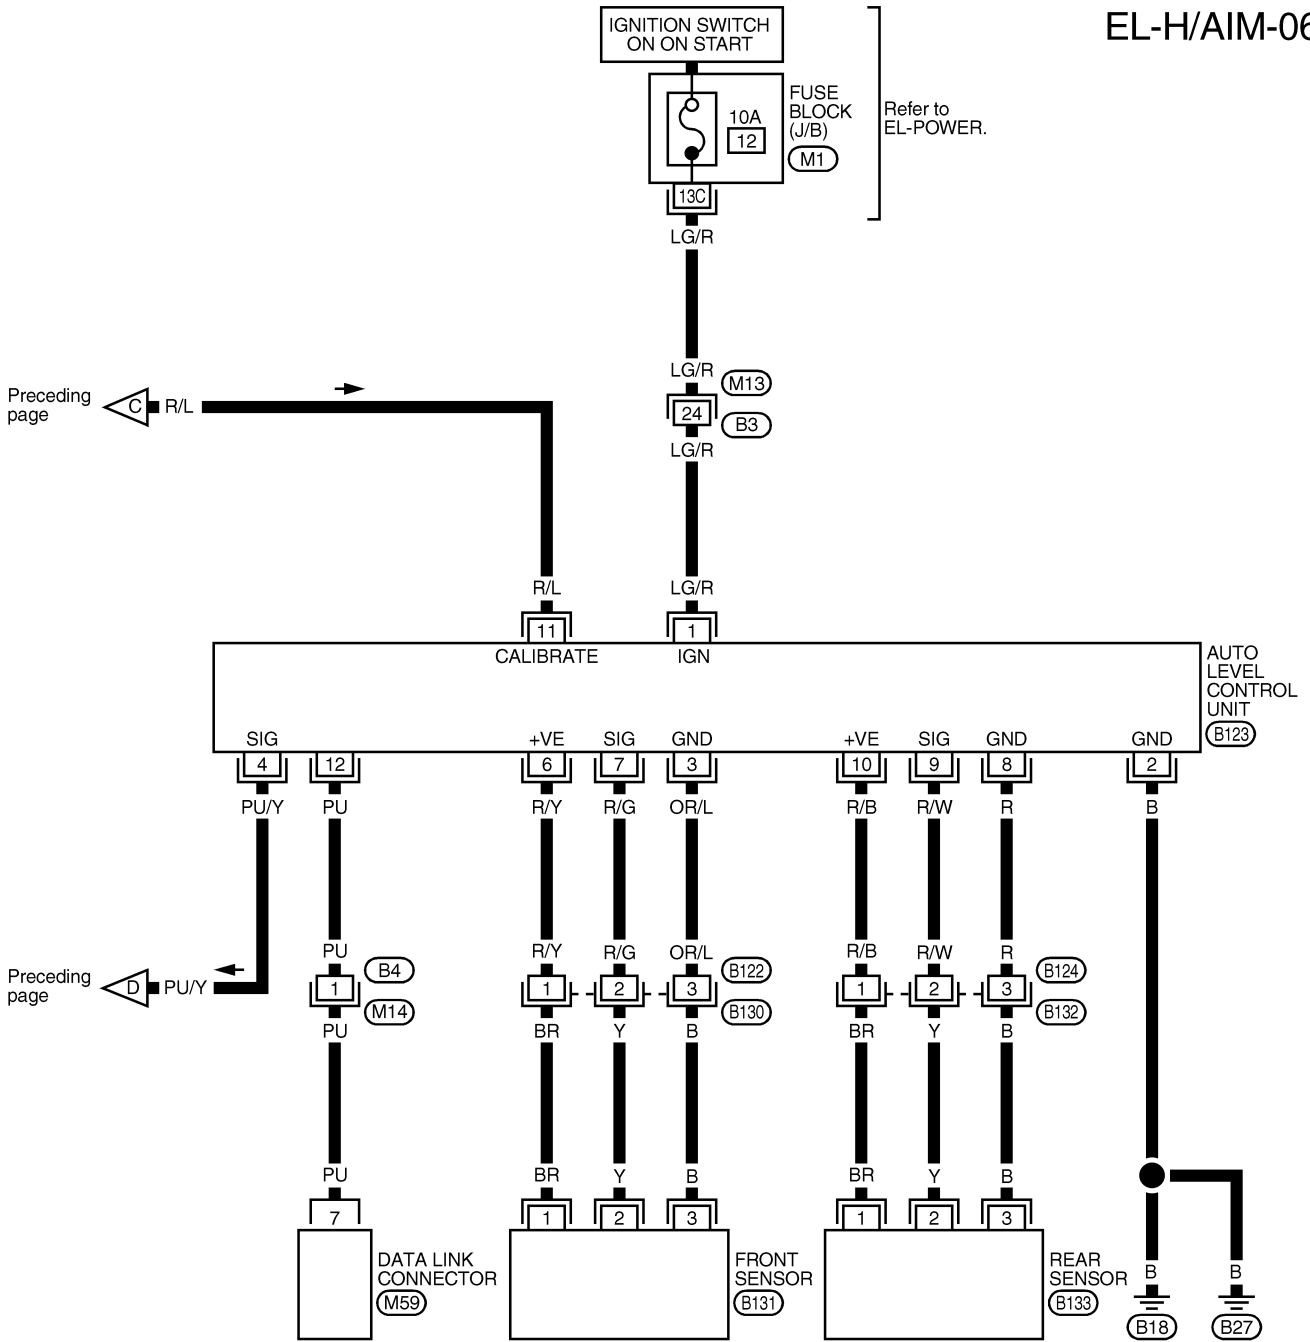 EL-H/AIM-06
IGNITION SWITCH
ON ON START
FUSE
BLOCK
(J/B)
M1
10A
12
Refer to
EL-POWER.
13C
LG/R
LG/R
M13
24
B3
LG/R
Preceding
page
C
R/L
R/L
LG/R
11
1
CALIBRATE
IGN
AUTO
LEVEL
CONTROL
UNIT
B123
SIG
+VE
SIG
GND
+VE
SIG
GND
GND
4
12
6
7
3
10
9
8
2
PU/Y
PU
R/Y
R/G
OR/L
R/B
R/W
R
B
PU
R/Y
R/G
OR/L
R/B
R/W
R
Preceding
page
D
PU/Y
1
B4
M14
1
2
3
B122
B130
1
2
3
B124
B132
PU
BR
Y
B
BR
Y
B
PU
BR
Y
B
BR
Y
B
7
1
2
3
1
2
3
DATA LINK
CONNECTOR
M59
FRONT
SENSOR
B131
REAR
SENSOR
B133
B
B
B18
B27